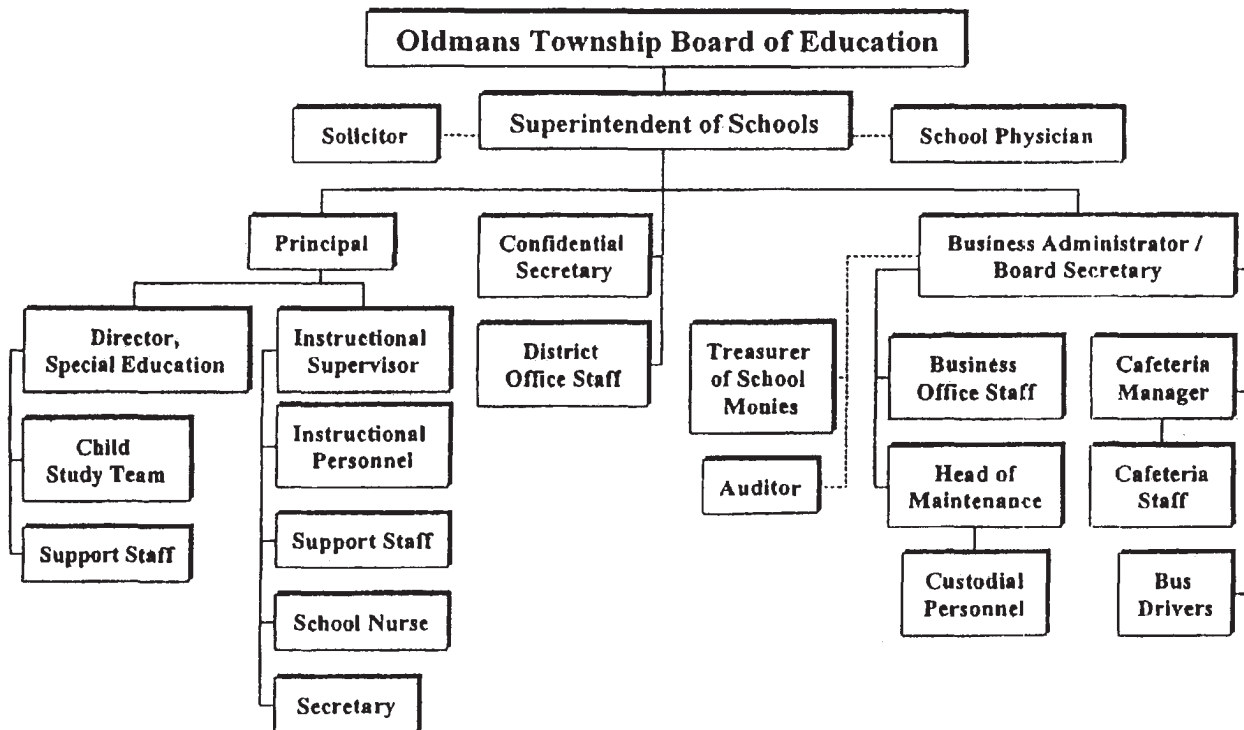 Oldmans Township Board of Education
Solicitor
Superintendent of Schools
School Physician
Principal
Confidential
Secretary
Business Administrator /
Board Secretary
Director,
Special Education
Instructional
Supervisor
District
Office Staff
Treasurer
of School
Monies
Business
Office Staff
Cafeteria
Manager
Child
Study Team
Instructional
Personnel
Auditor
Head of
Maintenance
Cafeteria
Staff
Support Staff
Support Staff
Custodial
Personnel
Bus
Drivers
School Nurse
Secretary